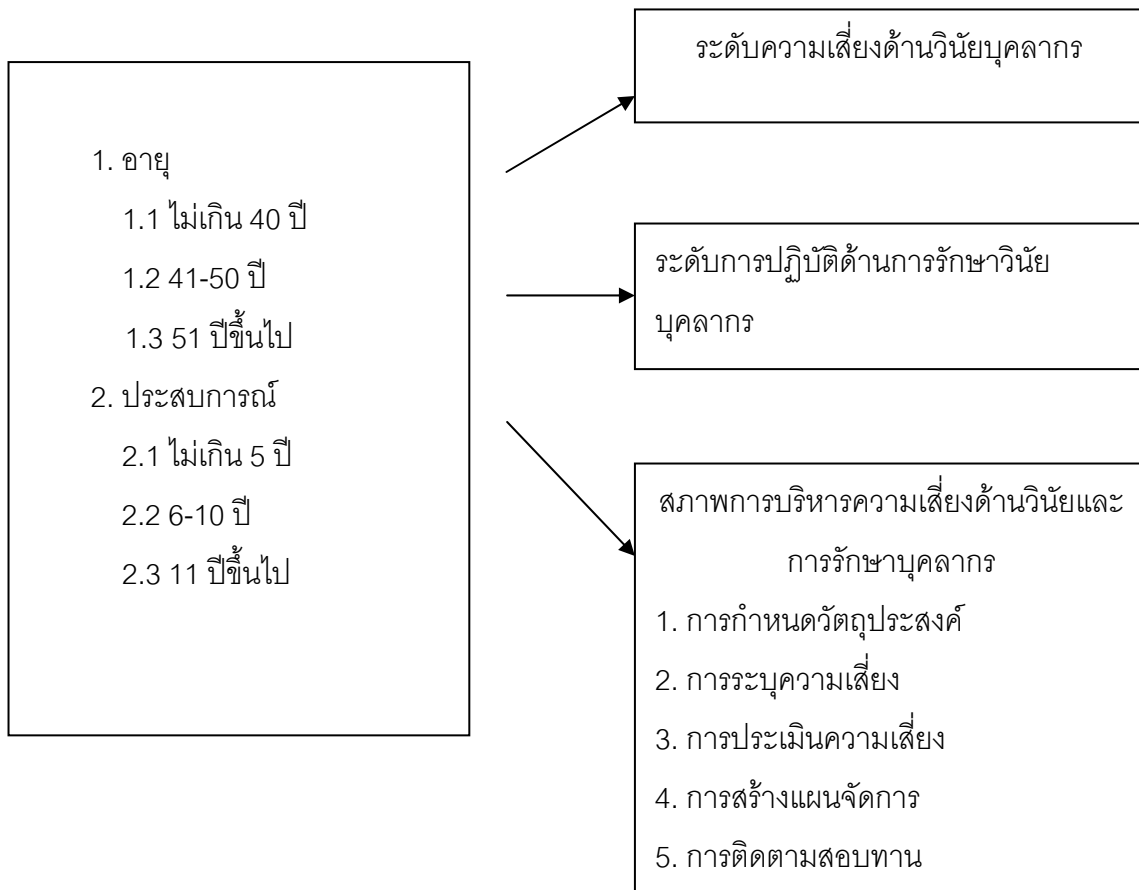 1. อายุ
1.1 ไม่เกิน 40 ปี
1.2 41-50 ปี
1.3 51 ปีขึ้นไป
2. ประสบการณ์
2.1 ไม่เกิน 5 ปี
2.2 6-10 ปี
2.3 11 ปีขึ้นไป
ระดับความเสี่ยงด้านวินัยบุคลากร
ระดับการปฏิบัติด้านการรักษาวินัย
บุคลากร
สภาพการบริหารความเสี่ยงด้านวินัยและ
การรักษาบุคลากร
1. การกำหนดวัตถุประสงค์
2. การระบุความเสี่ยง
3. การประเมินความเสี่ยง
4. การสร้างแผนจัดการ
5. การติดตามสอบทาน